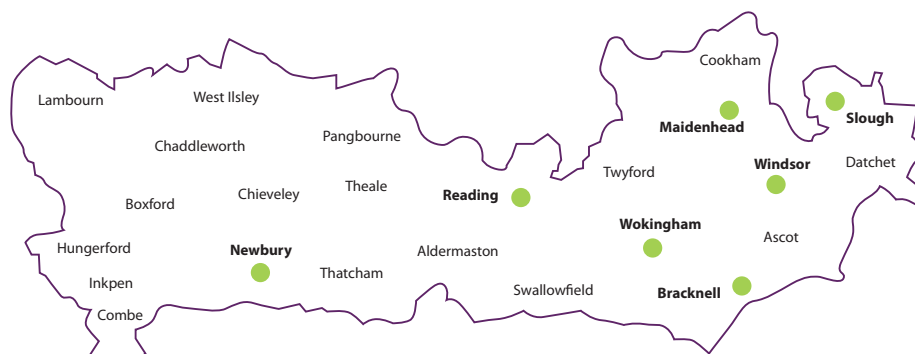 Cookham
Lambourn
West Ilsley
Slough
Maidenhead
Pangbourne
Chaddleworth
Datchet
Windsor
Twyford
Theale
Chieveley
Reading
Boxford
Wokingham
Ascot
Hungerford
Newbury
Aldermaston
Thatcham
Inkpen
Swallowfield
Bracknell
Combe